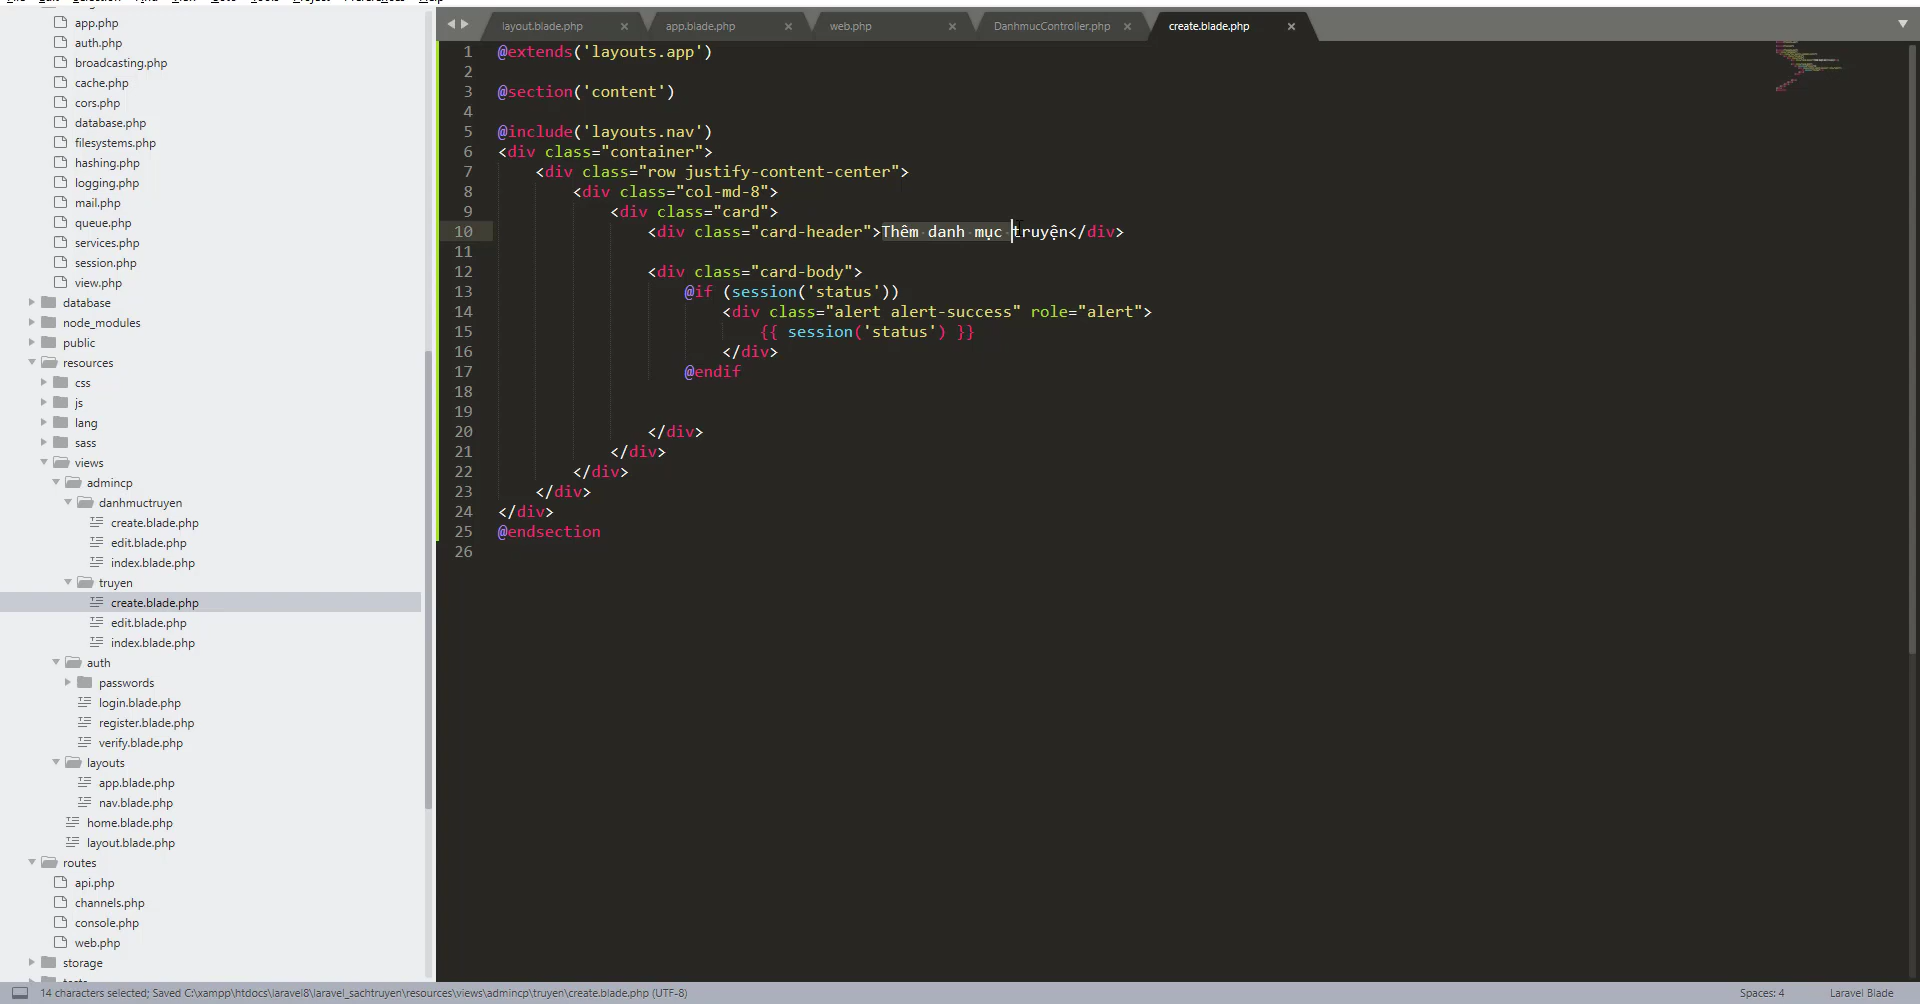 app.php
auth.php
broadcasting.php
cache.php
cors.php
database.php
filesystems.php
hashing.php
logging.php
mail.php
queue.php
services.php
session.php
view.php
database
node_modules
public
resources
css
js
lang
sass
views
admincp
danhmuctruyen
create.blade.php
edit.blade.php
index.blade.php
truyen
create.blade.php
edit.blade.php
index.blade.php
auth
passwords
login.blade.php
register.blade.php
verify.blade.php
layouts
app.blade.php
nav.blade.php
home.blade.php
layout.blade.php
routes
api.php
channels.php
console.php
web.php
storage
layout.blade.php × app.blade.php × web.php × DanhmucController.php × create.blade.php ×
1 @extends('layouts.app')
2
3 @section('content')
4
5 @include('layouts.nav')
6 <div class="container">
7 <div class="row justify-content-center">
8 <div class="col-md-8">
9 <div class="card">
10 <div class="card-header">Thêm danh mục truyện</div>
11
12 <div class="card-body">
13 @if (session('status'))
14 <div class="alert alert-success" role="alert">
15 {{ session('status') }}
16 </div>
17 @endif
18
19
20 </div>
21 </div>
22 </div>
23 </div>
24 </div>
25 @endsection
26
14 characters selected; Saved C:\xampp\htdocs\laravel8\laravel_sachtruyen\resources\views\admincp\truyen\create.blade.php (UTF-8)
Spaces: 4 Laravel Blade